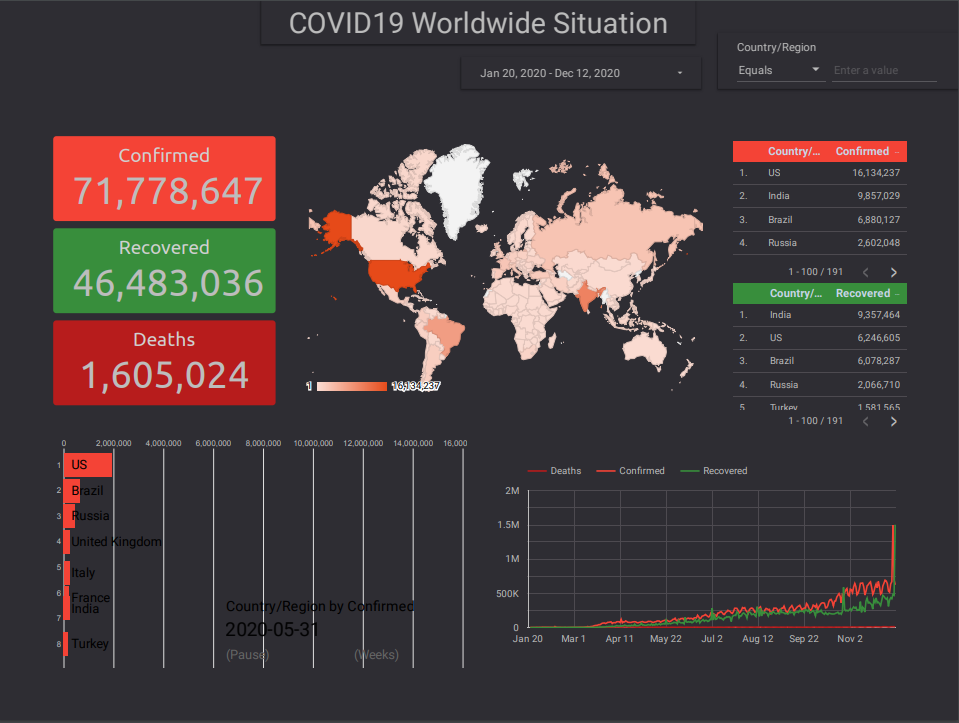 COVID19 Worldwide Situation
Country/Region
Jan 20, 2020 - Dec 12, 2020
Equals
Enter a value
Confirmed
71,778,647
Recovered
46,483,036
Deaths
1,605,024
1
16,134,237
Country/... Confirmed
1. US 16,134,237
2. India 9,857,029
3. Brazil 6,880,127
4. Russia 2,602,048
1 - 100 / 191
Country/... Recovered
1. India 9,357,464
2. US 6,246,605
3. Brazil 6,078,287
4. Russia 2,066,710
5. Turkey 1,581,565
1 - 100 / 191
0 2,000,000 4,000,000 6,000,000 8,000,000 10,000,000 12,000,000 14,000,000 16,000
1 US
2 Brazil
3 Russia
4 United Kingdom
5 Italy
6 France
India
7
8 Turkey
Country/Region by Confirmed
2020-05-31
(Pause) (Weeks)
Deaths Confirmed Recovered
2M
1.5M
1M
500K
0
Jan 20 Mar 1 Apr 11 May 22 Jul 2 Aug 12 Sep 22 Nov 2